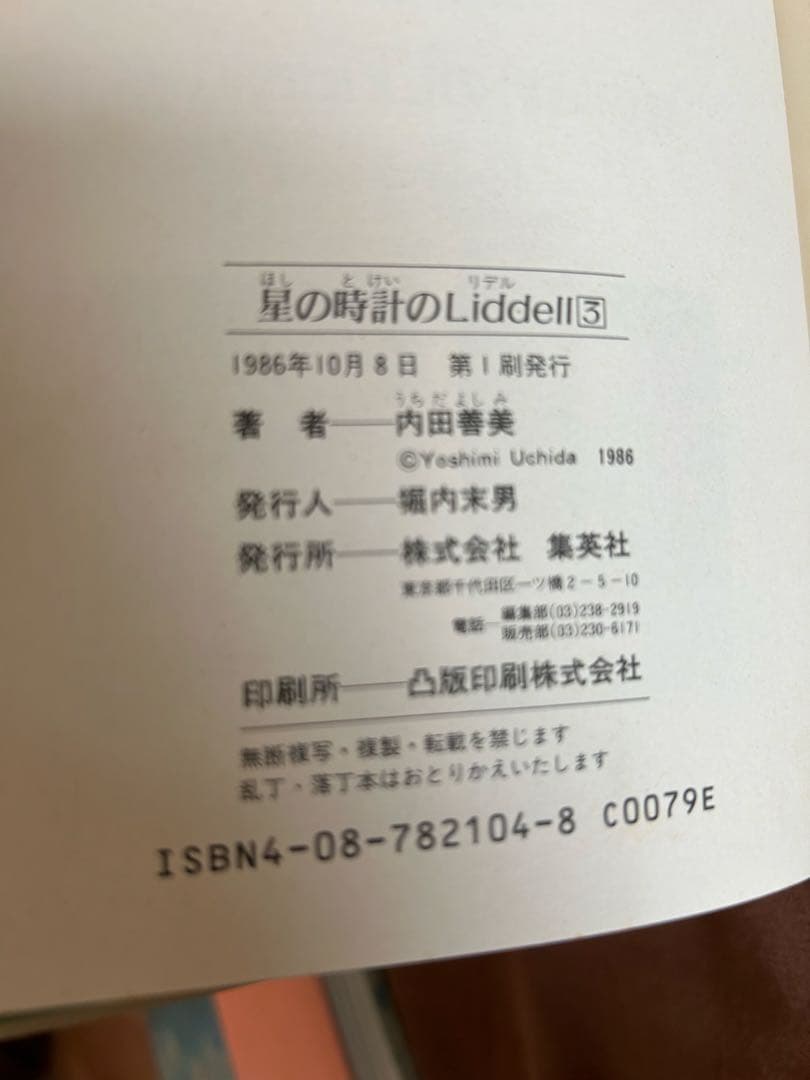 ほし とけい リデル
星の時計のLiddell3
1986年10月8日 第1刷発行
うちだよしみ
著 者――内田善美
©Yoshimi Uchida 1986
発行人――堀内末男
発行所――株式会社 集英社
東京都千代田区一ツ橋2-5-10
電話―編集部(03)238-2919
販売部(03)230-6171
印刷所――凸版印刷株式会社
無断複写・複製・転載を禁じます
乱丁・落丁本はおとりかえいたします
ISBN4-08-782104-8 C0079E